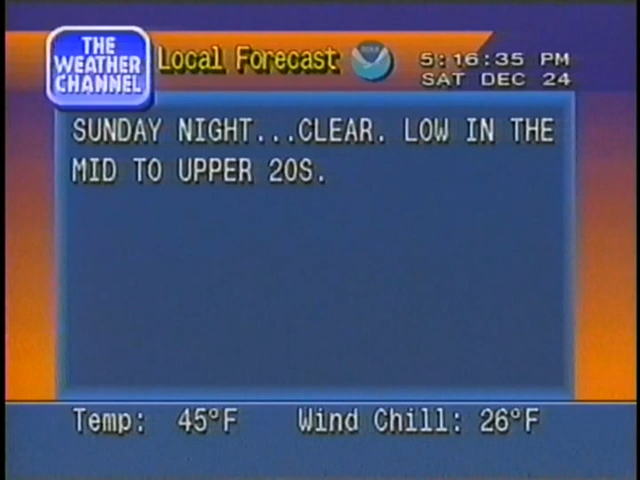 THE
WEATHER
CHANNEL
Local Forecast
5:16:35 PM
SAT DEC 24
SUNDAY NIGHT...CLEAR. LOW IN THE
MID TO UPPER 20S.
Temp: 45°F Wind Chill: 26°F